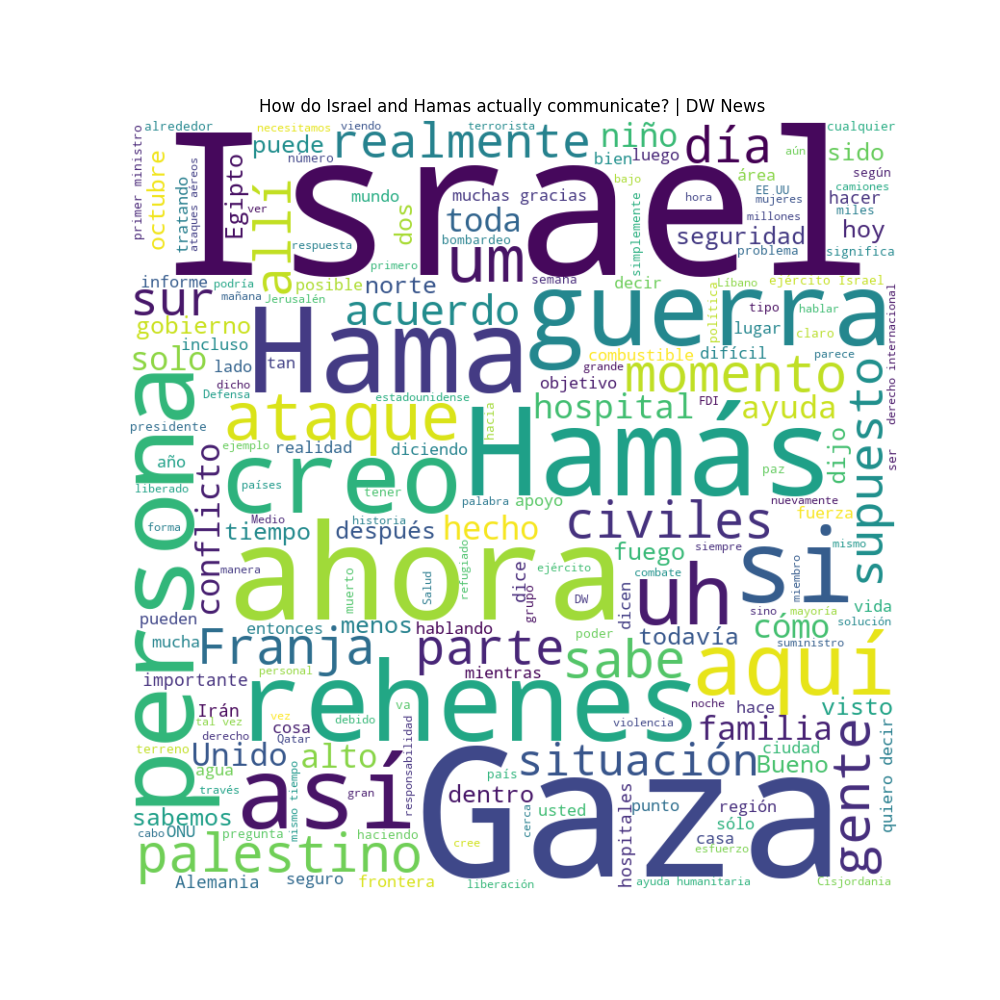 How do Israel and Hamas actually communicate? | DW News
alrededor
necesitamos
viendo
terrorista
cualquier
primer ministro
octubre
tratando
ataques aéreos
Egipto
puede
número
realmente
niño
bien
luego
día
aún
sido
según
Israel
ver
allí
mundo
muchas gracias
dos
toda
bajo
área
EE UU
mujeres
camiones
hacer
hora
millones
miles
hoy
respuesta
bombardeo
um
simplemente
seguridad
problema
significa
primero
informe
podría
posible
norte
semana
decir
política
Líbano
ejército Israel
sur
mañana
Jerusalén
acuerdo
guerra
tipo
hablar
derecho internacional
gobierno
incluso
Hama
lugar
claro
solo
lado
tan
combustible
difícil
parece
dicho
grande
objetivo
momento
supuesto
Defensa
estadounidense
hacia
hospital
FDI
ayuda
persona
presidente
ataque
Hamás
dijo
ejemplo
realidad
diciendo
año
conflicto
creo
países
tener
paz
ser
liberado
palabra
apoyo
nuevamente
forma
Medio
historia
tiempo
después
hecho
civiles
fuerza
ahora
refugiado
fuego
siempre
si
mismo
manera
muerto
Salud
dice
grupo
ejército
DW
combate
uh
miembro
vida
pueden
entonces
menos
hablando
dicen
sino
mayoría
solución
mucha
Franja
parte
poder
todavía
cómo
suministro
importante
personal
mientras
sabe
aquí
Irán
rehenes
noche
hace
visto
tal vez
vez
debido
va
violencia
familia
derecho
cosa
Qatar
terreno
Unido
alto
responsabilidad
situación
ciudad
Bueno
gente
quiero decir
agua
país
través
así
mismo tiempo
gran
Gaza
dentro
cerca
usted
hospitales
punto
región
sabemos
cabo
ONU
pregunta
haciendo
sólo
casa
palestino
cree
esfuerzo
Alemania
seguro
frontera
liberación
ayuda humanitaria
Cisjordania